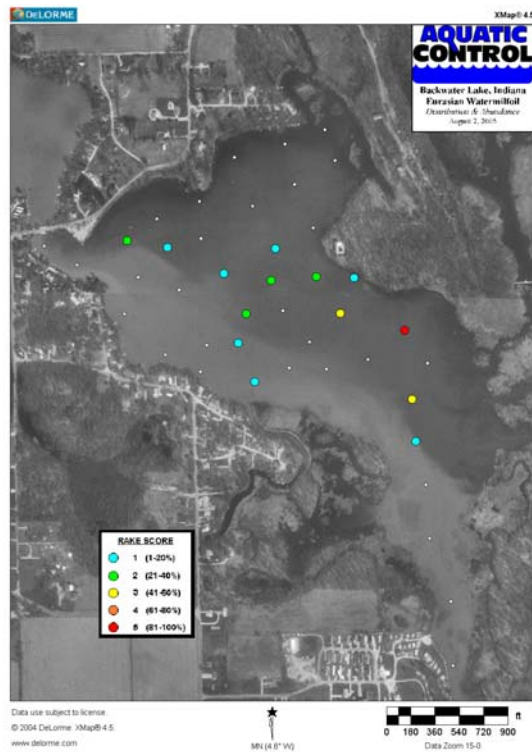 DELORME
XMap® 4.5
AQUATIC
CONTROL
Backwater Lake, Indiana
Eurasian Watermilfoil
Distribution & Abundance
August 2, 2005
RAKE SCORE
1 (1-20%)
2 (21-40%)
3 (41-60%)
4 (61-80%)
5 (81-100%)
Data use subject to license.
© 2004 DeLorme. XMap® 4.5.
www.delorme.com
MN (4.6° W)
ft
0 180 360 540 720 900
Data Zoom 15-0